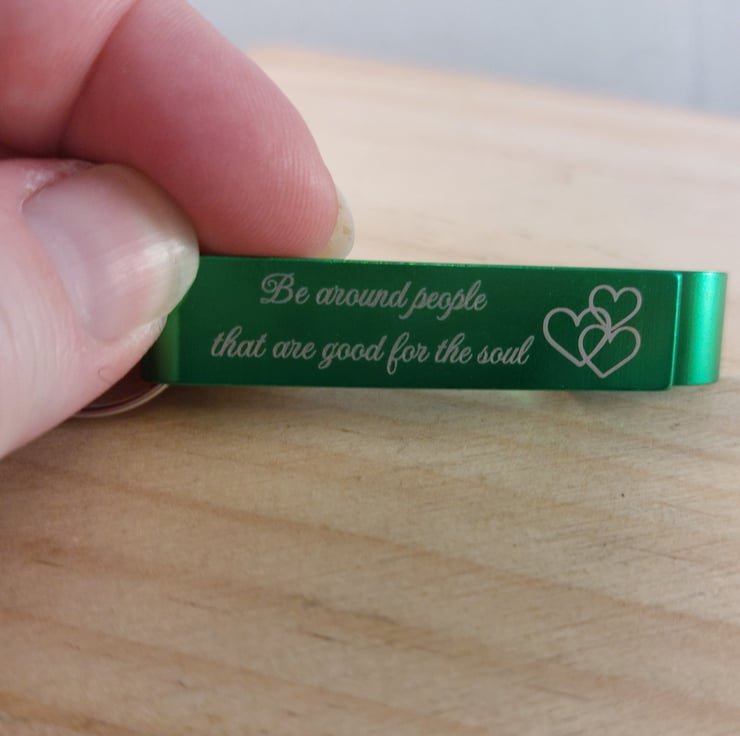 Be around people
that are good for the soul